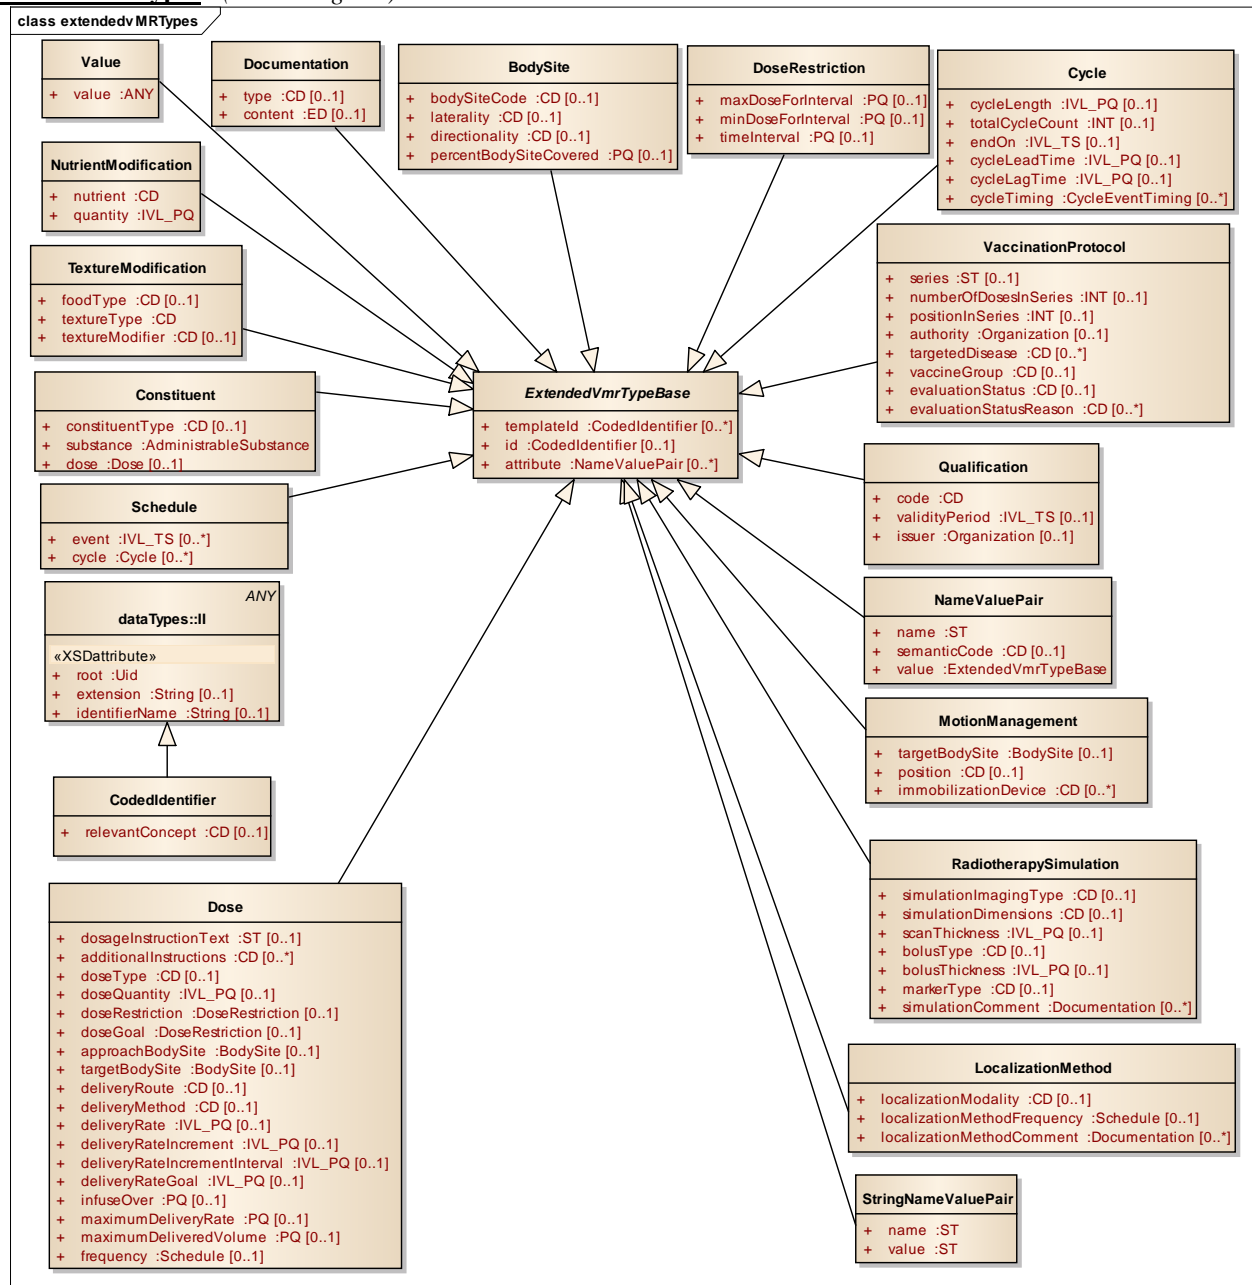 class extendedvMRTypes
Value
+ value :ANY
Documentation
+ type :CD [0..1]
+ content :ED [0..1]
BodySite
+ bodySiteCode :CD [0..1]
+ laterality :CD [0..1]
+ directionality :CD [0..1]
+ percentBodySiteCovered :PQ [0..1]
DoseRestriction
+ maxDoseForInterval :PQ [0..1]
+ minDoseForInterval :PQ [0..1]
+ timeInterval :PQ [0..1]
Cycle
+ cycleLength :IVL_PQ [0..1]
+ totalCycleCount :INT [0..1]
+ endOn :IVL_TS [0..1]
+ cycleLeadTime :IVL_PQ [0..1]
+ cycleLagTime :IVL_PQ [0..1]
+ cycleTiming :CycleEventTiming [0..*]
NutrientModification
+ nutrient :CD
+ quantity :IVL_PQ
VaccinationProtocol
+ series :ST [0..1]
+ numberOfDosesInSeries :INT [0..1]
+ positionInSeries :INT [0..1]
+ authority :Organization [0..1]
+ targetedDisease :CD [0..*]
+ vaccineGroup :CD [0..1]
+ evaluationStatus :CD [0..1]
+ evaluationStatusReason :CD [0..*]
TextureModification
+ foodType :CD [0..1]
+ textureType :CD
+ textureModifier :CD [0..1]
ExtendedVmrTypeBase
+ templateId :CodedIdentifier [0..*]
+ id :CodedIdentifier [0..1]
+ attribute :NameValuePair [0..*]
Constituent
+ constituentType :CD [0..1]
+ substance :AdministrableSubstance
+ dose :Dose [0..1]
Qualification
+ code :CD
+ validityPeriod :IVL_TS [0..1]
+ issuer :Organization [0..1]
Schedule
+ event :IVL_TS [0..*]
+ cycle :Cycle [0..*]
NameValuePair
+ name :ST
+ semanticCode :CD [0..1]
+ value :ExtendedVmrTypeBase
ANY
dataTypes::II
«XSDattribute»
+ root :Uid
+ extension :String [0..1]
+ identifierName :String [0..1]
MotionManagement
+ targetBodySite :BodySite [0..1]
+ position :CD [0..1]
+ immobilizationDevice :CD [0..*]
CodedIdentifier
+ relevantConcept :CD [0..1]
RadiotherapySimulation
+ simulationImagingType :CD [0..1]
+ simulationDimensions :CD [0..1]
+ scanThickness :IVL_PQ [0..1]
+ bolusType :CD [0..1]
+ bolusThickness :IVL_PQ [0..1]
+ markerType :CD [0..1]
+ simulationComment :Documentation [0..*]
Dose
+ dosageInstructionText :ST [0..1]
+ additionalInstructions :CD [0..*]
+ doseType :CD [0..1]
+ doseQuantity :IVL_PQ [0..1]
+ doseRestriction :DoseRestriction [0..1]
+ doseGoal :DoseRestriction [0..1]
+ approachBodySite :BodySite [0..1]
+ targetBodySite :BodySite [0..1]
+ deliveryRoute :CD [0..1]
+ deliveryMethod :CD [0..1]
+ deliveryRate :IVL_PQ [0..1]
+ deliveryRateIncrement :IVL_PQ [0..1]
+ deliveryRateIncrementInterval :IVL_PQ [0..1]
+ deliveryRateGoal :IVL_PQ [0..1]
+ infuseOver :PQ [0..1]
+ maximumDeliveryRate :PQ [0..1]
+ maximumDeliveredVolume :PQ [0..1]
+ frequency :Schedule [0..1]
LocalizationMethod
+ localizationModality :CD [0..1]
+ localizationMethodFrequency :Schedule [0..1]
+ localizationMethodComment :Documentation [0..*]
StringNameValuePair
+ name :ST
+ value :ST